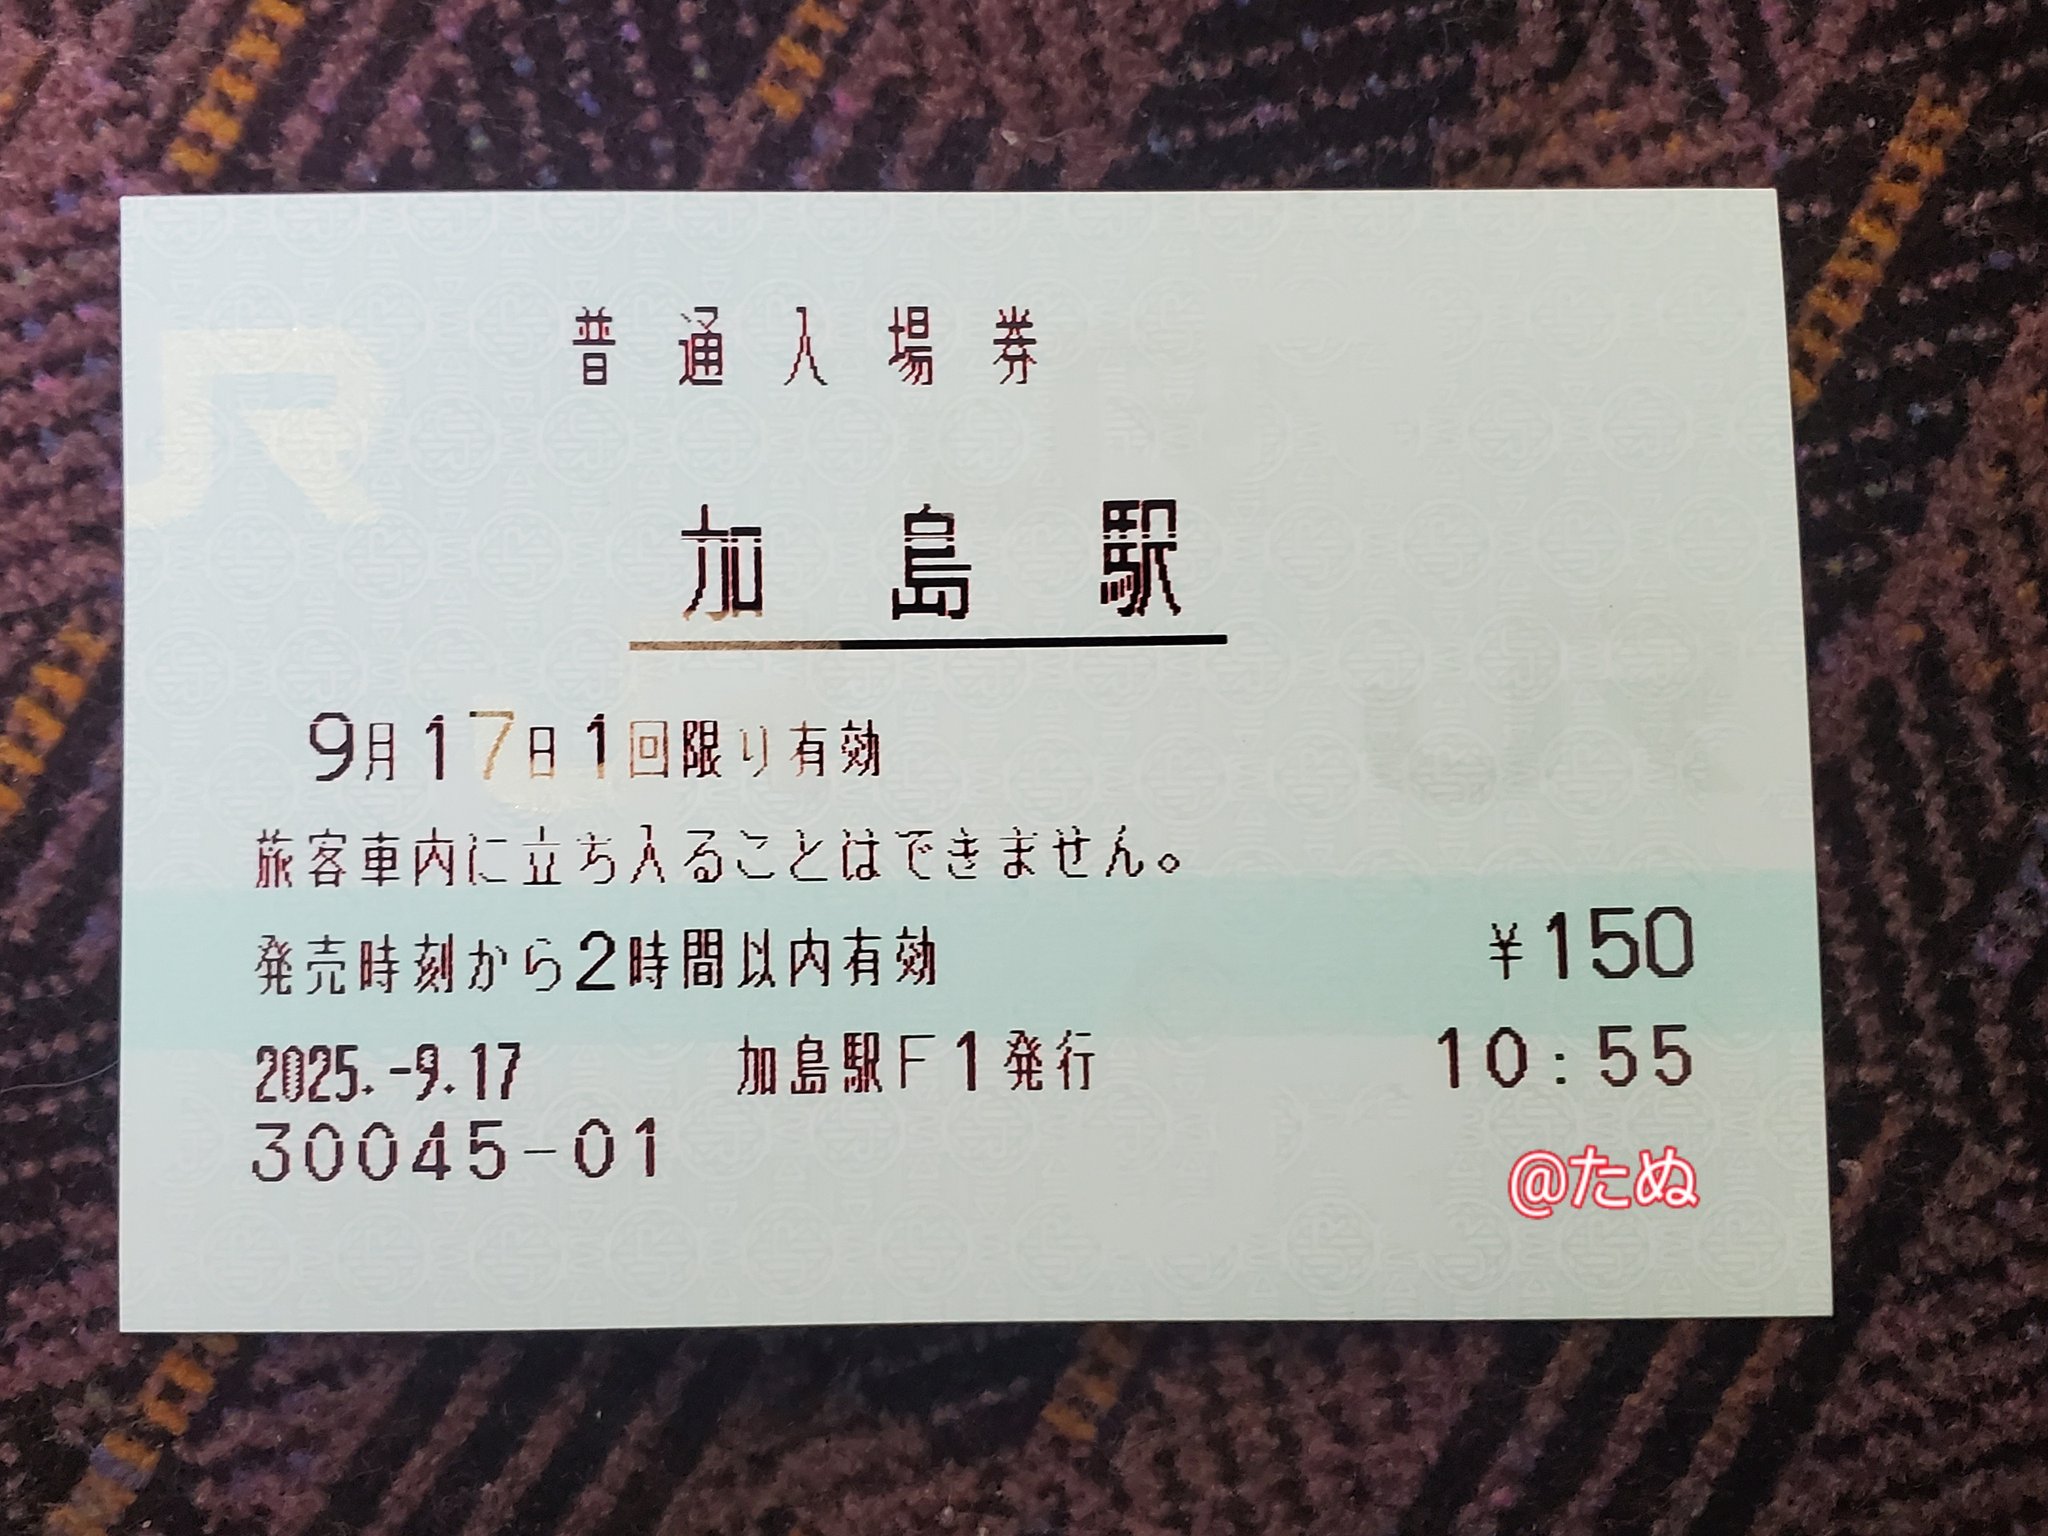 普通入場券
加島駅
9月17日1回限り有効
旅客車内に立ち入ることはできません。
発売時刻から2時間以内有効 ¥150
2025.-9.17 加島駅F1発行 10:55
30045-01
@たぬ
JR